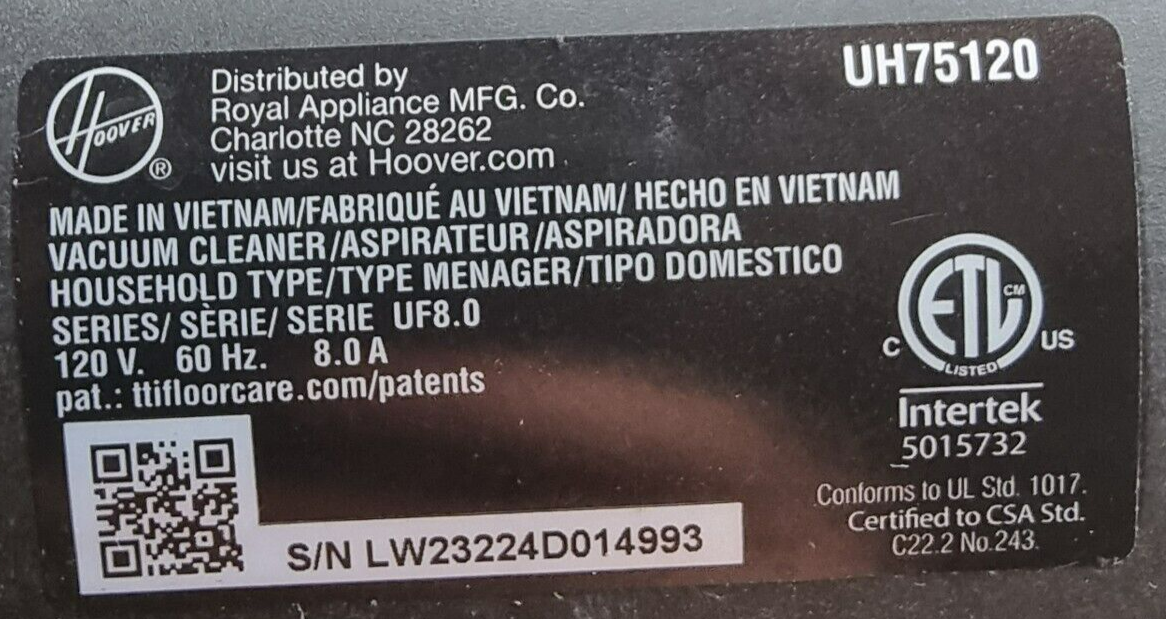 UH75120
HOOVER
®
Distributed by
Royal Appliance MFG. Co.
Charlotte NC 28262
visit us at Hoover.com
MADE IN VIETNAM/FABRIQUÉ AU VIETNAM/ HECHO EN VIETNAM
VACUUM CLEANER/ASPIRATEUR/ASPIRADORA
HOUSEHOLD TYPE/TYPE MENAGER/TIPO DOMESTICO
SERIES/ SÈRIE/ SERIE UF8.0
120 V. 60 Hz. 8.0 A
pat.: ttifloorcare.com/patents
S/N LW23224D014993
ETL CM
C US
LISTED
Intertek
5015732
Conforms to UL Std. 1017.
Certified to CSA Std.
C22.2 No.243.